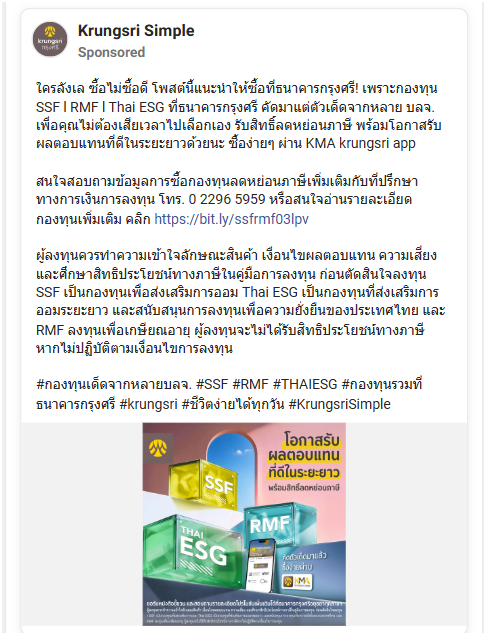 Krungsri Simple
Sponsored
krungsri
กรุงศรี
ใครลังเล ซื้อไม่ซื้อดี โพสต์นี้แนะนำให้ซื้อที่ธนาคารกรุงศรี! เพราะกองทุน
SSF l RMF l Thai ESG ที่ธนาคารกรุงศรี คัดมาแต่ตัวเด็ดจากหลาย บลจ.
เพื่อคุณไม่ต้องเสียเวลาไปเลือกเอง รับสิทธิ์ลดหย่อนภาษี พร้อมโอกาสรับ
ผลตอบแทนที่ดีในระยะยาวด้วยนะ ซื้อง่ายๆ ผ่าน KMA krungsri app
สนใจสอบถามข้อมูลการซื้อกองทุนลดหย่อนภาษีเพิ่มเติมกับที่ปรึกษา
ทางการเงินการลงทุน โทร. 0 2296 5959 หรือสนใจอ่านรายละเอียด
กองทุนเพิ่มเติม คลิก https://bit.ly/ssfrmf03lpv
ผู้ลงทุนควรทำความเข้าใจลักษณะสินค้า เงื่อนไขผลตอบแทน ความเสี่ยง
และศึกษาสิทธิประโยชน์ทางภาษีในคู่มือการลงทุน ก่อนตัดสินใจลงทุน
SSF เป็นกองทุนเพื่อส่งเสริมการออม Thai ESG เป็นกองทุนที่ส่งเสริมการ
ออมระยะยาว และสนับสนุนการลงทุนเพื่อความยั่งยืนของประเทศไทย และ
RMF ลงทุนเพื่อเกษียณอายุ ผู้ลงทุนจะไม่ได้รับสิทธิประโยชน์ทางภาษี
หากไม่ปฏิบัติตามเงื่อนไขการลงทุน
#กองทุนเด็ดจากหลายบลจ. #SSF #RMF #THAIESG #กองทุนรวมที่
ธนาคารกรุงศรี #krungsri #ชีวิตง่ายได้ทุกวัน #KrungsriSimple
โอกาสรับ
ผลตอบแทน
ที่ดีในระยะยาว
พร้อมสิทธิ์ลดหย่อนภาษี
SSF
RMF
THAI
ESG
คัดตัวเด็ดมาแล้ว
ซื้อง่ายผ่าน
KMA